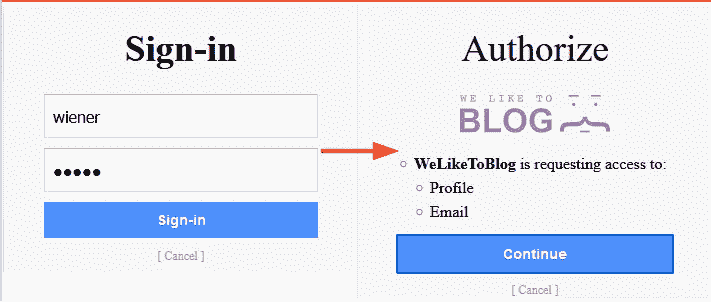 Sign-in
wiener
●●●●●
Sign-in
[ Cancel ]
Authorize
WE LIKE TO
BLOG
WeLikeToBlog is requesting access to:
Profile
Email
Continue
[ Cancel ]